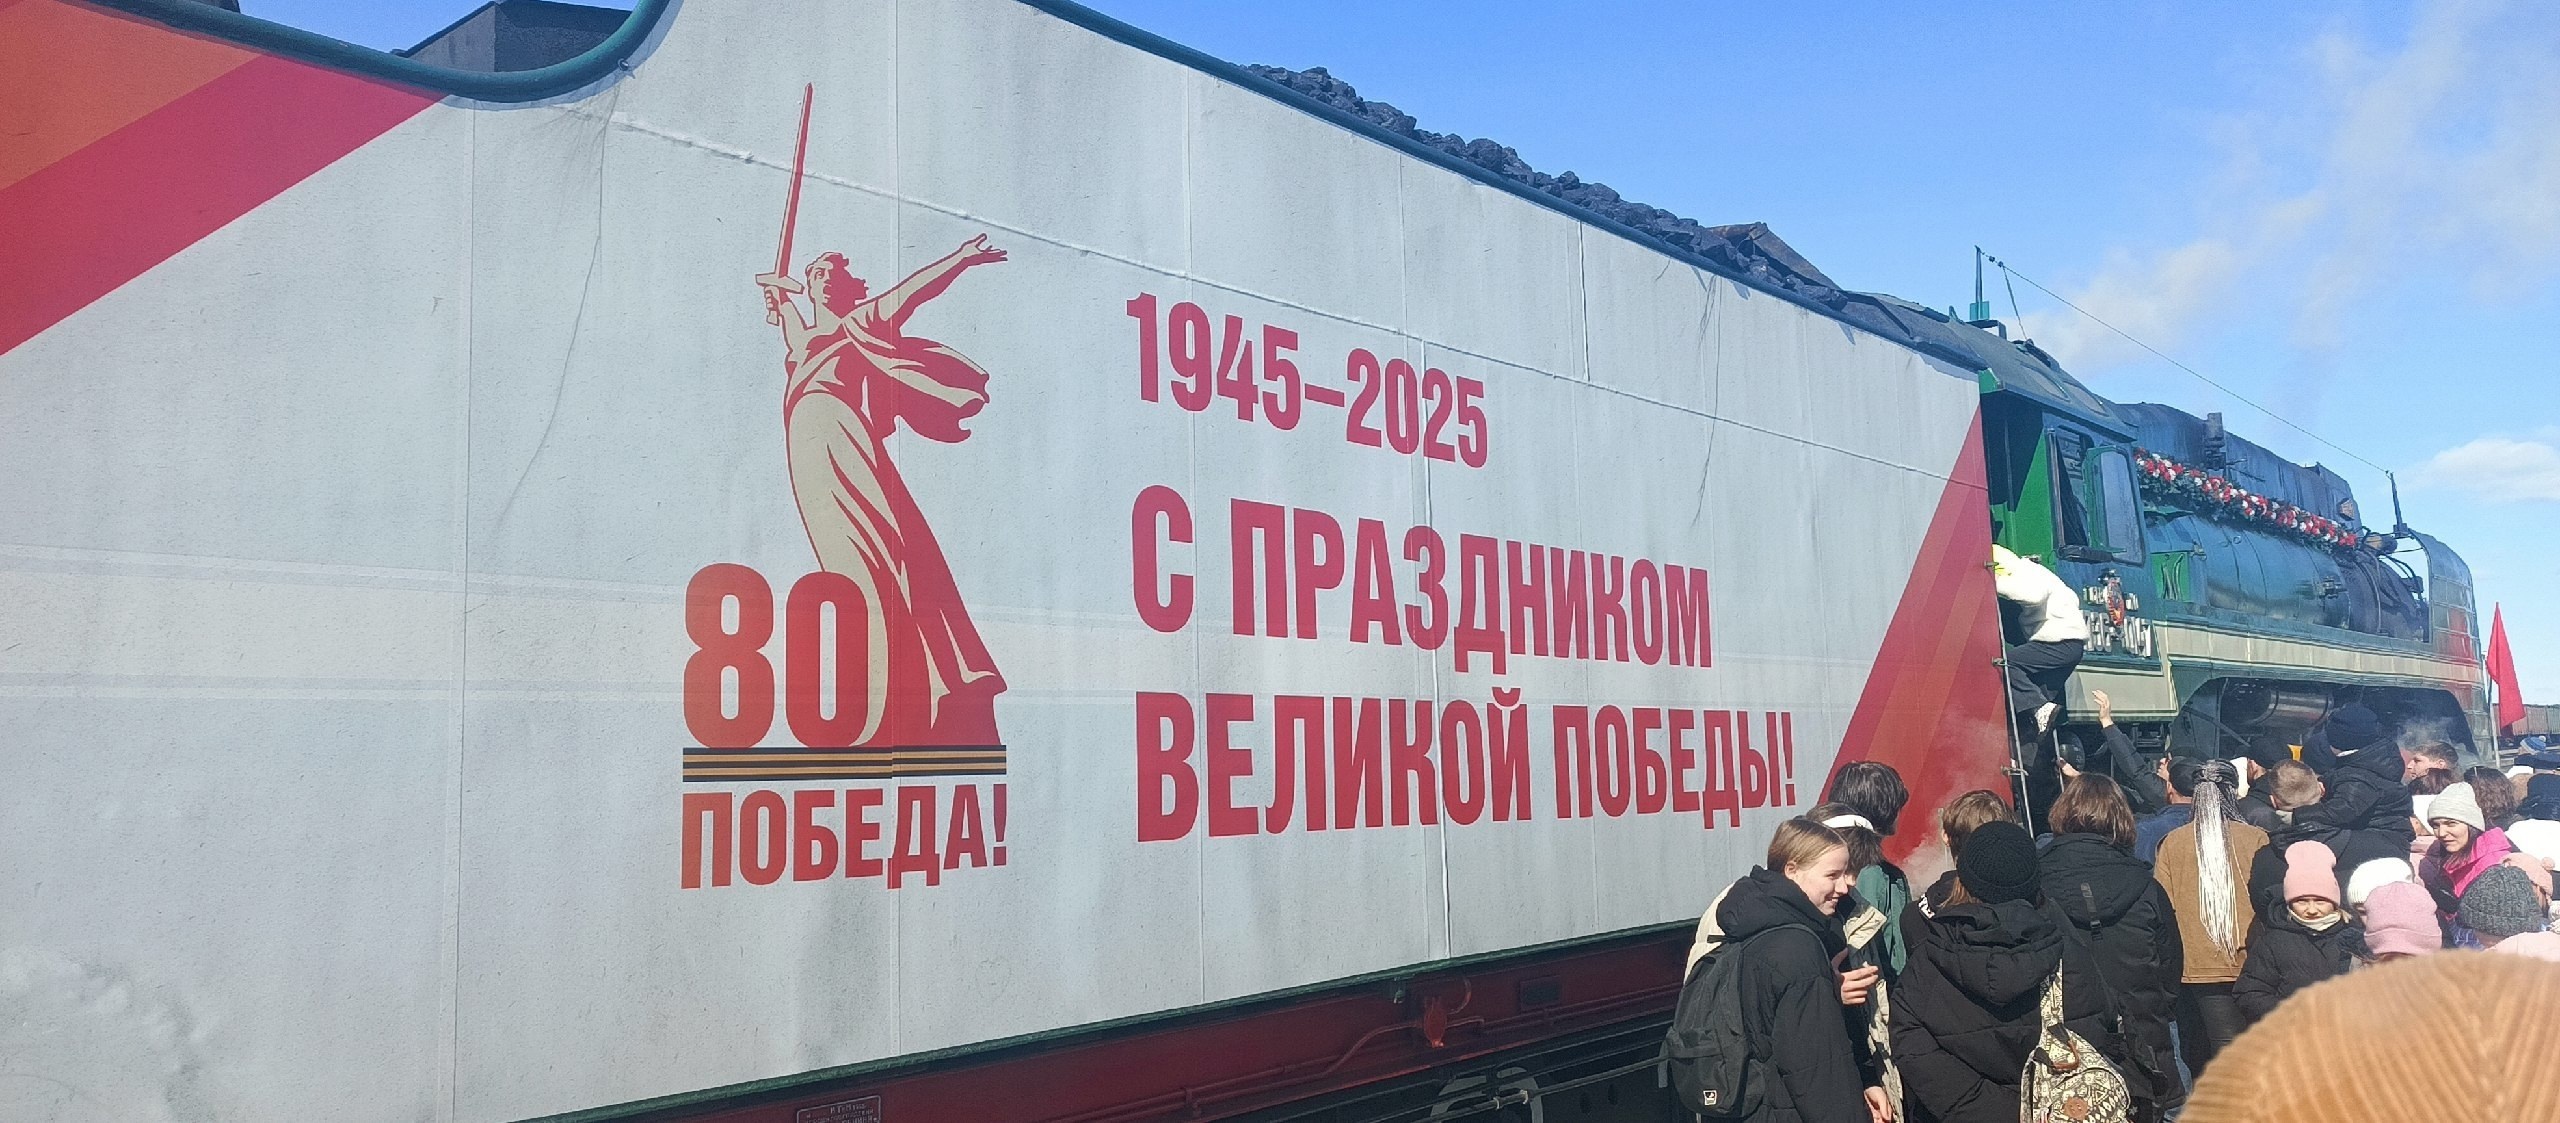 1945–2025
С ПРАЗДНИКОМ
ВЕЛИКОЙ ПОБЕДЫ!
80
ПОБЕДА!